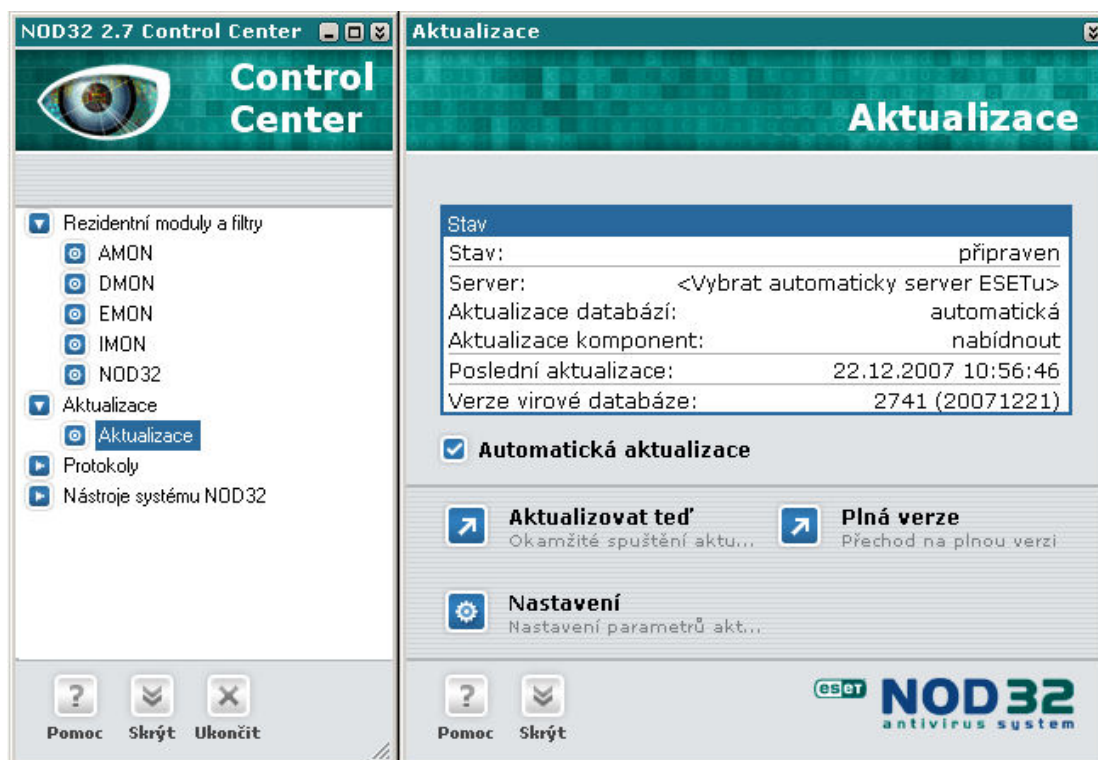 NOD32 2.7 Control Center
Control
Center
Rezidentní moduly a filtry
AMON
DMON
EMON
IMON
NOD32
Aktualizace
Aktualizace
Protokoly
Nástroje systému NOD32
? 
Pomoc Skrýt Ukončit
Aktualizace
Aktualizace
Stav
Stav: připraven
Server: <Vybrat automaticky server ESETu>
Aktualizace databází: automatická
Aktualizace komponent: nabídnout
Poslední aktualizace: 22.12.2007 10:56:46
Verze virové databáze: 2741 (20071221)
Automatická aktualizace
Aktualizovat teď
Okamžité spuštění aktu...
Plná verze
Přechod na plnou verzi
Nastavení
Nastavení parametrů akt...
?
Pomoc Skrýt
eset NOD32
antivirus system